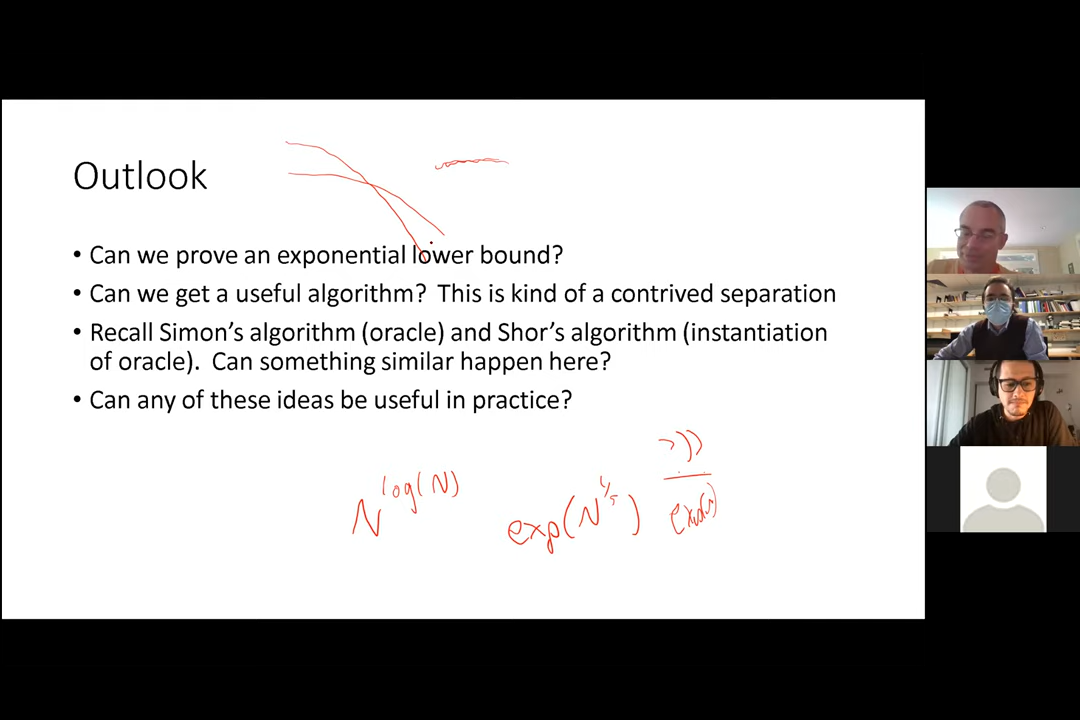 Outlook
• Can we prove an exponential lower bound?
• Can we get a useful algorithm?  This is kind of a contrived separation
• Recall Simon's algorithm (oracle) and Shor's algorithm (instantiation
of oracle).  Can something similar happen here?
• Can any of these ideas be useful in practice?
N^log(N)
exp(N^1/5)